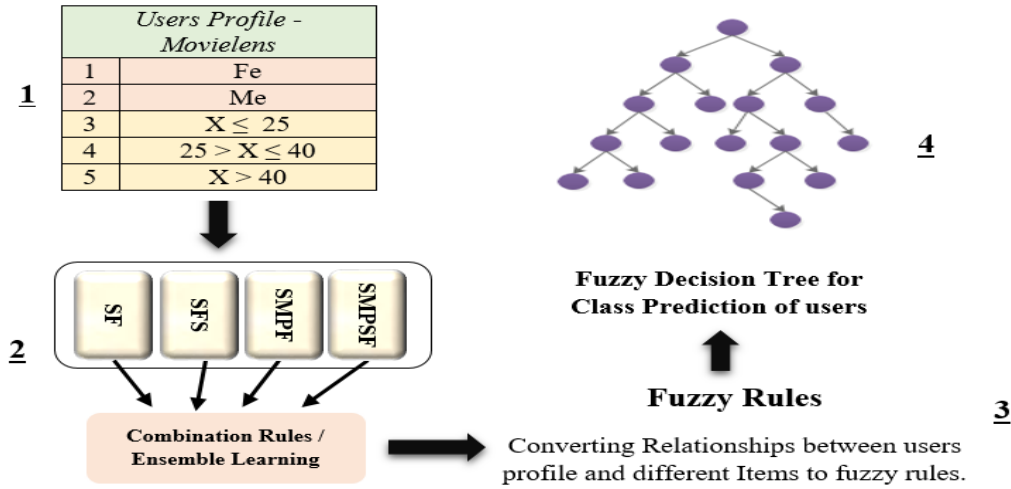 Users Profile -
Movielens
1
1 Fe
2 Me
3 X ≤ 25
4 25 > X ≤ 40
5 X > 40
2
SF
SFS
SMPF
SMPSF
Combination Rules /
Ensemble Learning
3
Fuzzy Rules
Converting Relationships between users
profile and different Items to fuzzy rules.
4
Fuzzy Decision Tree for
Class Prediction of users